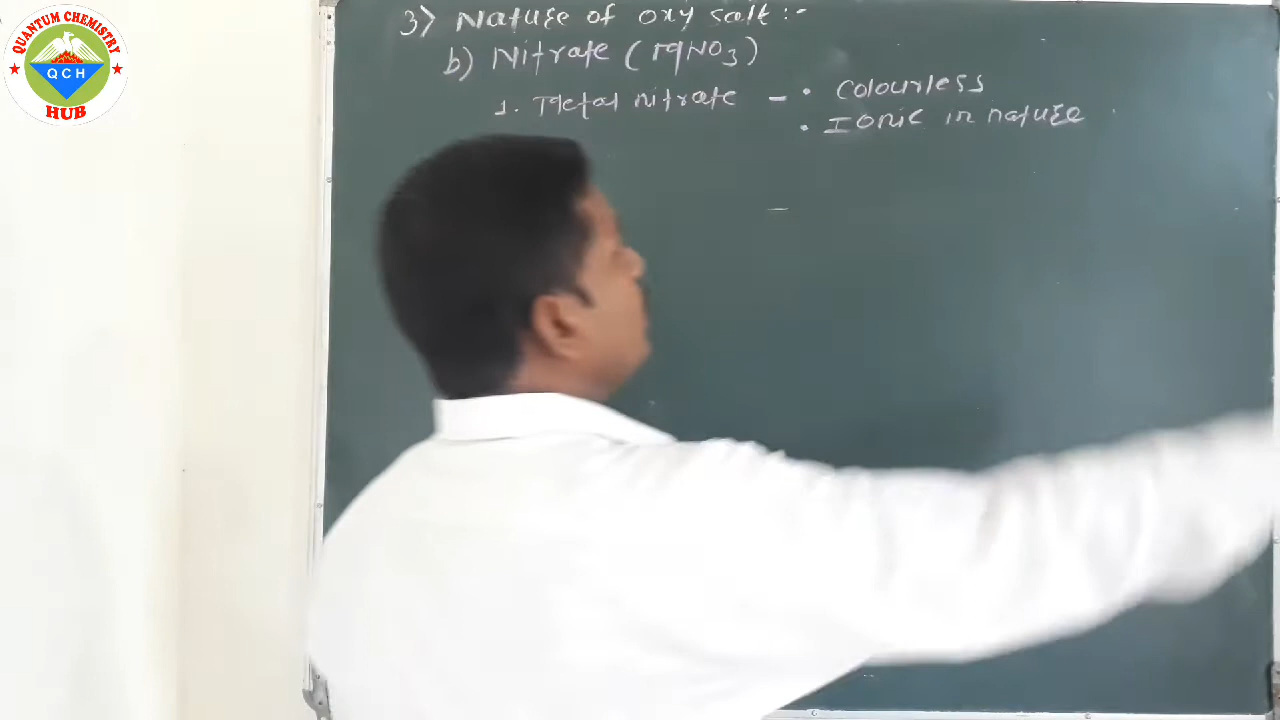 QUANTUM CHEMISTRY
QCH
HUB
3) Nature of oxy salt :-
b) Nitrate (MNO3)
1. Metal nitrate - • Colourless
• Ionic in nature